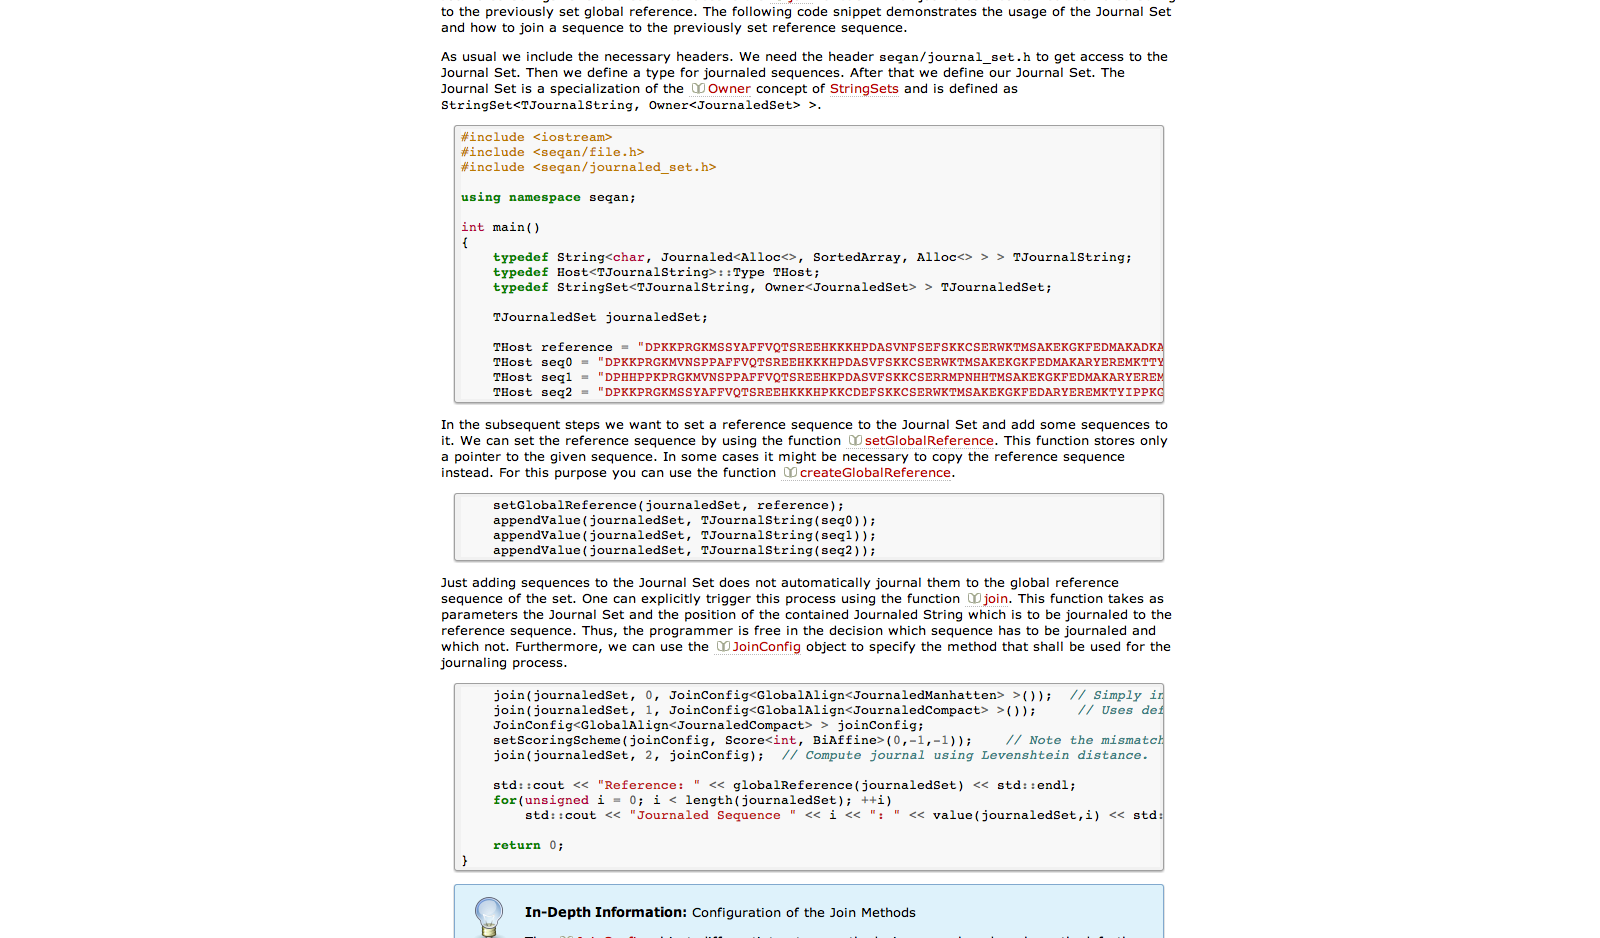 to the previously set global reference. The following code snippet demonstrates the usage of the Journal Set
and how to join a sequence to the previously set reference sequence.
As usual we include the necessary headers. We need the header seqan/journal_set.h to get access to the
Journal Set. Then we define a type for journaled sequences. After that we define our Journal Set. The
Journal Set is a specialization of the Owner concept of StringSets and is defined as
StringSet<TJournalString, Owner<JournaledSet> >.
#include <iostream>
#include <seqan/file.h>
#include <seqan/journaled_set.h>
using namespace seqan;
int main()
{
typedef String<char, Journaled<Alloc<>, SortedArray, Alloc<> > > TJournalString;
typedef Host<TJournalString>::Type THost;
typedef StringSet<TJournalString, Owner<JournaledSet> > TJournaledSet;
TJournaledSet journaledSet;
THost reference = "DPKKPRGKMSSYAFFVQTSREEHKKKHPDASVNFSEFSKKCSERWKTMSAKEKGKFEDMAKADKA
THost seq0 = "DPKKPRGKMVNSPPAFFVQTSREEHKKKHPDASVFSKKCSERWKTMSAKEKGKFEDMAKARYEREMKTTY
THost seq1 = "DPHHPPKPRGKMVNSPPAFFVQTSREEHKPDASVFSKKCSERRMPNHHTMSAKEKGKFEDMAKARYEREM
THost seq2 = "DPKKPRGKMSSYAFFVQTSREEHKKKHPKKCDEFSKKCSERWKTMSAKEKGKFEDARYEREMKTYIPPKG
In the subsequent steps we want to set a reference sequence to the Journal Set and add some sequences to
it. We can set the reference sequence by using the function setGlobalReference. This function stores only
a pointer to the given sequence. In some cases it might be necessary to copy the reference sequence
instead. For this purpose you can use the function createGlobalReference.
setGlobalReference(journaledSet, reference);
appendValue(journaledSet, TJournalString(seq0));
appendValue(journaledSet, TJournalString(seq1));
appendValue(journaledSet, TJournalString(seq2));
Just adding sequences to the Journal Set does not automatically journal them to the global reference
sequence of the set. One can explicitly trigger this process using the function join. This function takes as
parameters the Journal Set and the position of the contained Journaled String which is to be journaled to the
reference sequence. Thus, the programmer is free in the decision which sequence has to be journaled and
which not. Furthermore, we can use the JoinConfig object to specify the method that shall be used for the
journaling process.
join(journaledSet, 0, JoinConfig<GlobalAlign<JournaledManhatten> >()); // Simply in
join(journaledSet, 1, JoinConfig<GlobalAlign<JournaledCompact> >()); // Uses def
JoinConfig<GlobalAlign<JournaledCompact> > joinConfig;
setScoringScheme(joinConfig, Score<int, BiAffine>(0,-1,-1)); // Note the mismatch
join(journaledSet, 2, joinConfig); // Compute journal using Levenshtein distance.
std::cout << "Reference: " << globalReference(journaledSet) << std::endl;
for(unsigned i = 0; i < length(journaledSet); ++i)
std::cout << "Journaled Sequence " << i << ": " << value(journaledSet,i) << std:
return 0;
}
In-Depth Information: Configuration of the Join Methods